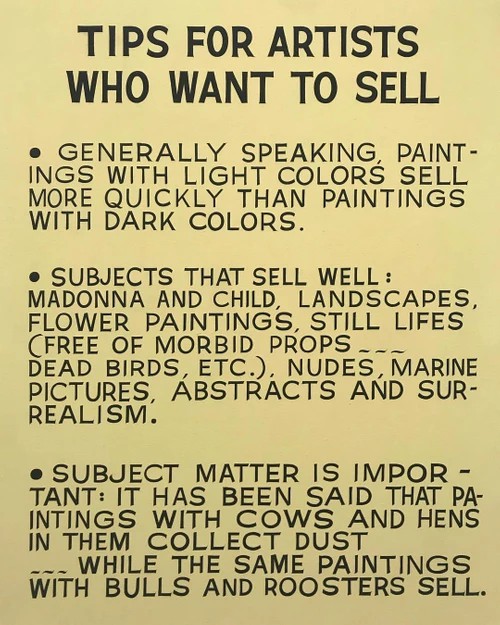 TIPS FOR ARTISTS
WHO WANT TO SELL
• GENERALLY SPEAKING, PAINT-
INGS WITH LIGHT COLORS SELL
MORE QUICKLY THAN PAINTINGS
WITH DARK COLORS.
• SUBJECTS THAT SELL WELL:
MADONNA AND CHILD, LANDSCAPES,
FLOWER PAINTINGS, STILL LIFES
(FREE OF MORBID PROPS ~~~
DEAD BIRDS, ETC.), NUDES, MARINE
PICTURES, ABSTRACTS AND SUR-
REALISM.
• SUBJECT MATTER IS IMPOR-
TANT: IT HAS BEEN SAID THAT PA-
INTINGS WITH COWS AND HENS
IN THEM COLLECT DUST
~~~ WHILE THE SAME PAINTINGS
WITH BULLS AND ROOSTERS SELL.